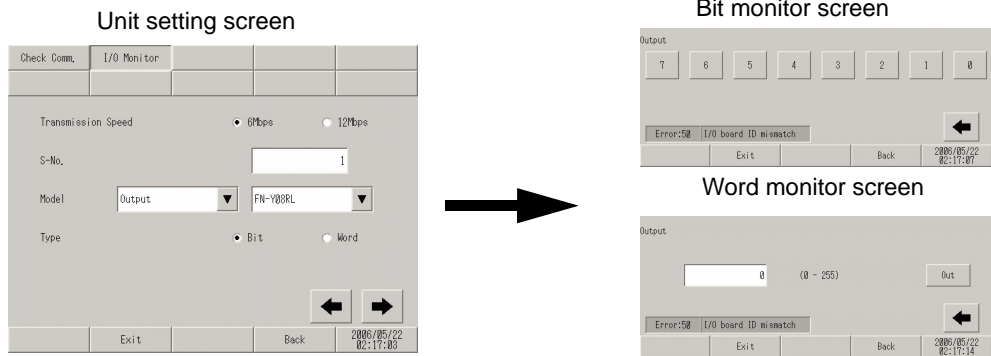 Unit setting screen
Check Comm.
I/O Monitor
Transmission Speed
6Mbps
12Mbps
S-No.
1
Model
Output
FN-Y08RL
Type
Bit
Word
Exit
Back
2006/05/22
02:17:03
Bit monitor screen
Output
7 6 5 4 3 2 1 0
Error:50 I/O board ID mismatch
Exit
Back
2006/05/22
02:17:07
Word monitor screen
Output
0 (0 - 255) Out
Error:50 I/O board ID mismatch
Exit
Back
2006/05/22
02:17:14